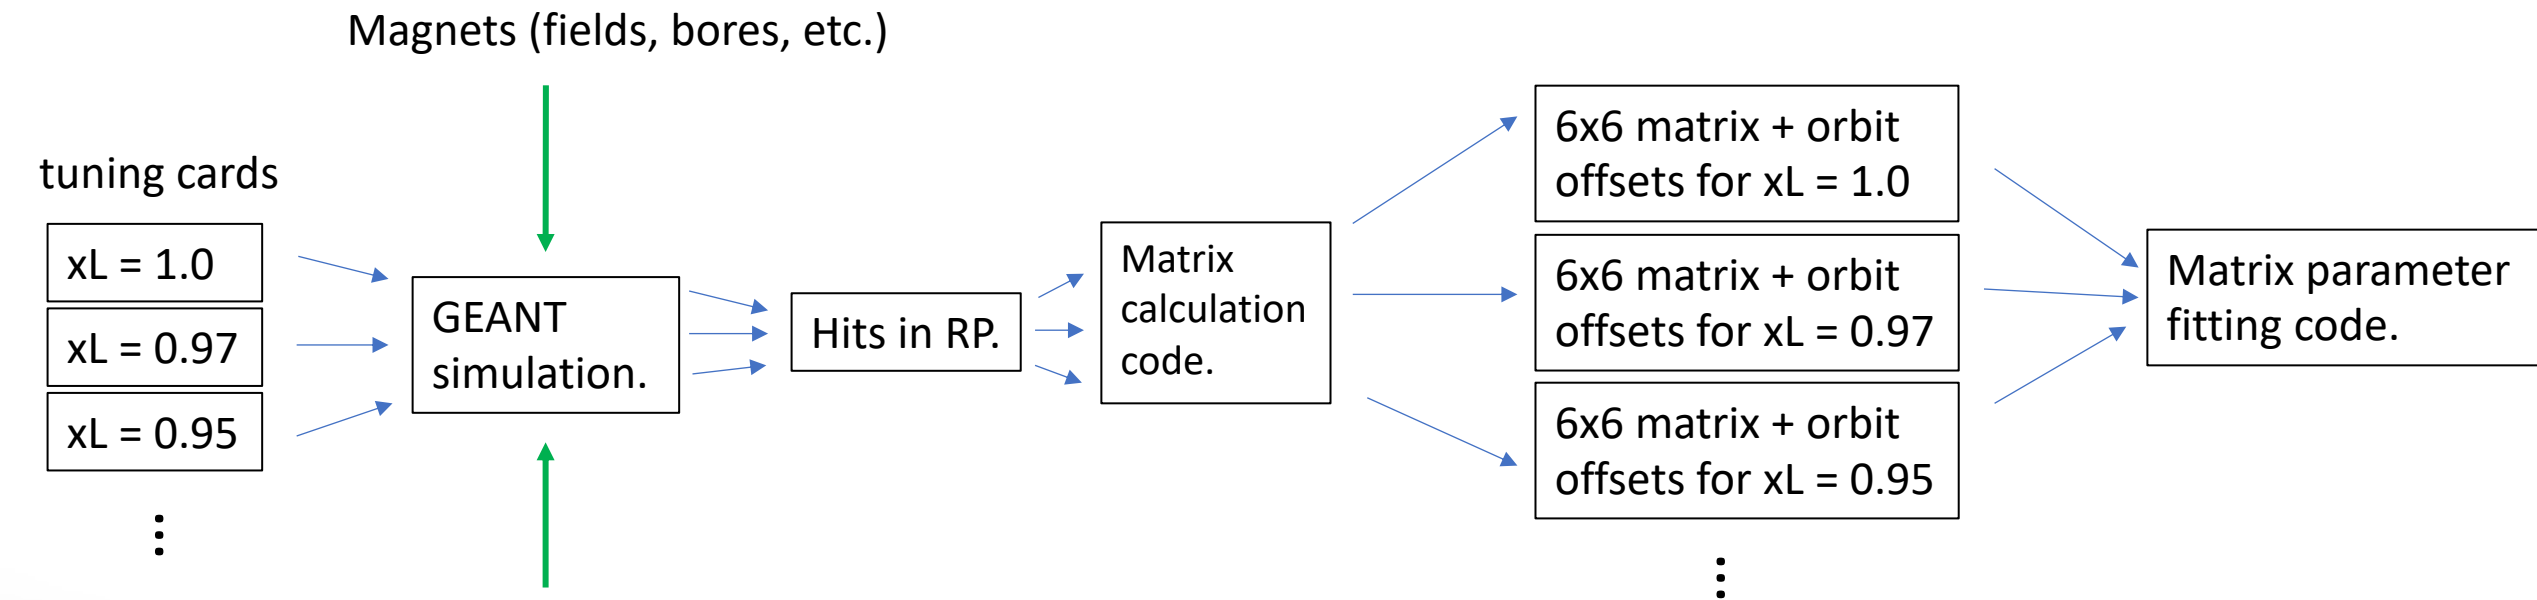 Magnets (fields, bores, etc.)
tuning cards
xL = 1.0
xL = 0.97
xL = 0.95
⋮
GEANT
simulation.
Hits in RP.
Matrix
calculation
code.
6x6 matrix + orbit
offsets for xL = 1.0
6x6 matrix + orbit
offsets for xL = 0.97
6x6 matrix + orbit
offsets for xL = 0.95
⋮
Matrix parameter
fitting code.